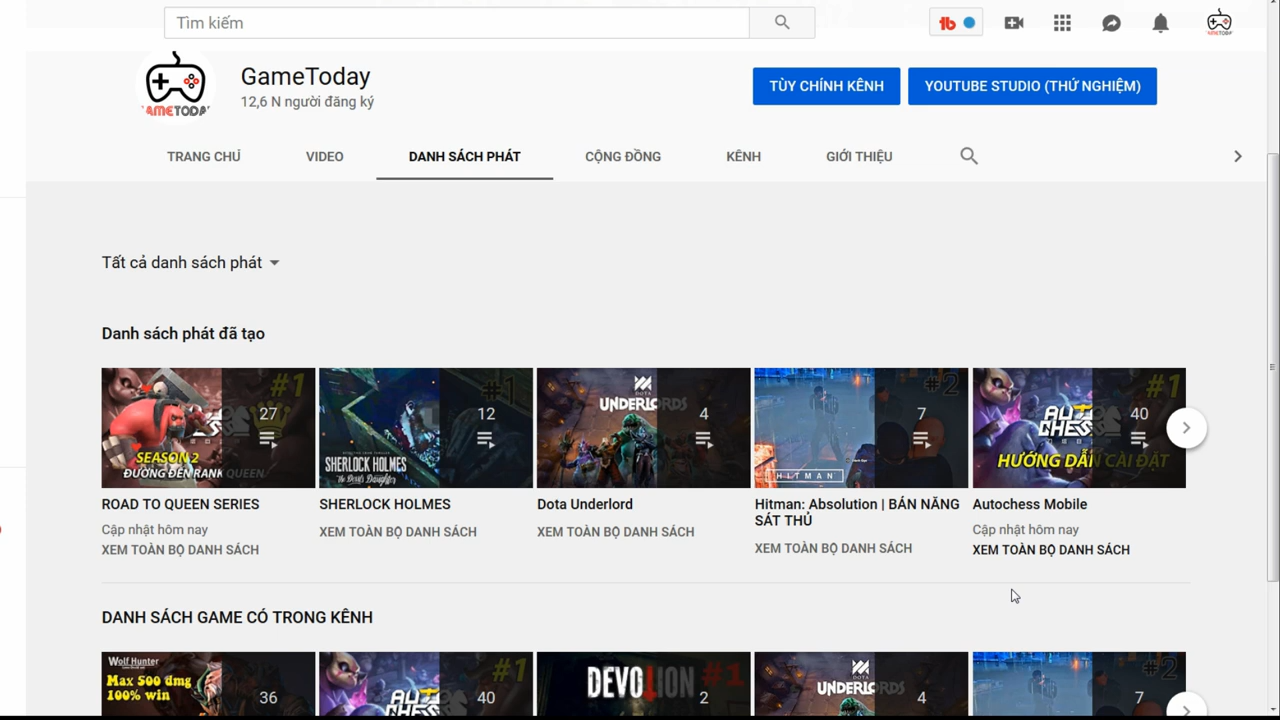 Tìm kiếm
GameToday
12,6 N người đăng ký
TÙY CHỈNH KÊNH
YOUTUBE STUDIO (THỬ NGHIỆM)
TRANG CHỦ
VIDEO
DANH SÁCH PHÁT
CỘNG ĐỒNG
KÊNH
GIỚI THIỆU
Tất cả danh sách phát
Danh sách phát đã tạo
#1
27
SEASON 2
ĐƯỜNG ĐẾN RANK QUEEN
#1
12
SHERLOCK HOLMES
The Devil's Daughter
DOTA
UNDERLORDS
4
#2
7
HITMAN
#1
40
AUTO
CHESS
HƯỚNG DẪN CÀI ĐẶT
ROAD TO QUEEN SERIES
Cập nhật hôm nay
XEM TOÀN BỘ DANH SÁCH
SHERLOCK HOLMES
XEM TOÀN BỘ DANH SÁCH
Dota Underlord
XEM TOÀN BỘ DANH SÁCH
Hitman: Absolution | BẢN NĂNG
SÁT THỦ
XEM TOÀN BỘ DANH SÁCH
Autochess Mobile
Cập nhật hôm nay
XEM TOÀN BỘ DANH SÁCH
DANH SÁCH GAME CÓ TRONG KÊNH
Wolf Hunter
Max 500 dmg
100% win
36
#1
40
DEVOTION
#1
2
DOTA
UNDERLORDS
4
#2
7